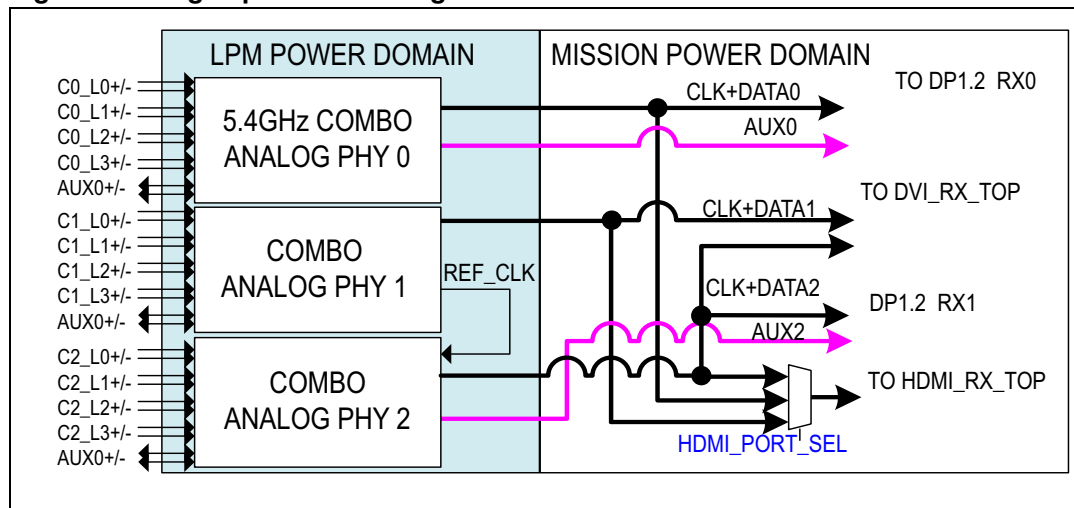 LPM POWER DOMAIN
MISSION POWER DOMAIN
C0_L0+/-
C0_L1+/-
C0_L2+/-
C0_L3+/-
AUX0+/-
5.4GHz COMBO
ANALOG PHY 0
CLK+DATA0
TO DP1.2 RX0
AUX0
C1_L0+/-
C1_L1+/-
C1_L2+/-
C1_L3+/-
AUX0+/-
COMBO
ANALOG PHY 1
REF_CLK
CLK+DATA1
TO DVI_RX_TOP
C2_L0+/-
C2_L1+/-
C2_L2+/-
C2_L3+/-
AUX0+/-
COMBO
ANALOG PHY 2
CLK+DATA2
DP1.2 RX1
AUX2
TO HDMI_RX_TOP
HDMI_PORT_SEL